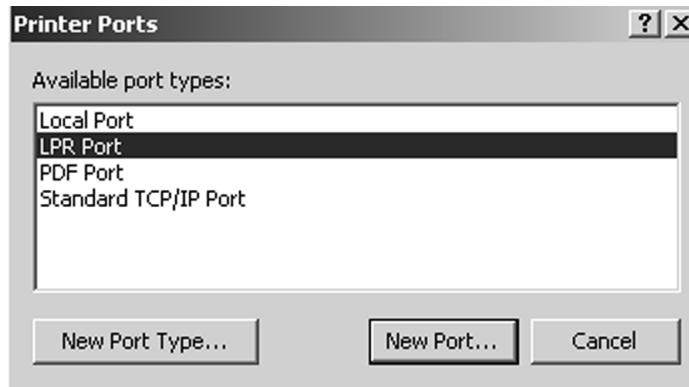 Printer Ports
Available port types:
Local Port
LPR Port
PDF Port
Standard TCP/IP Port
New Port Type... New Port... Cancel